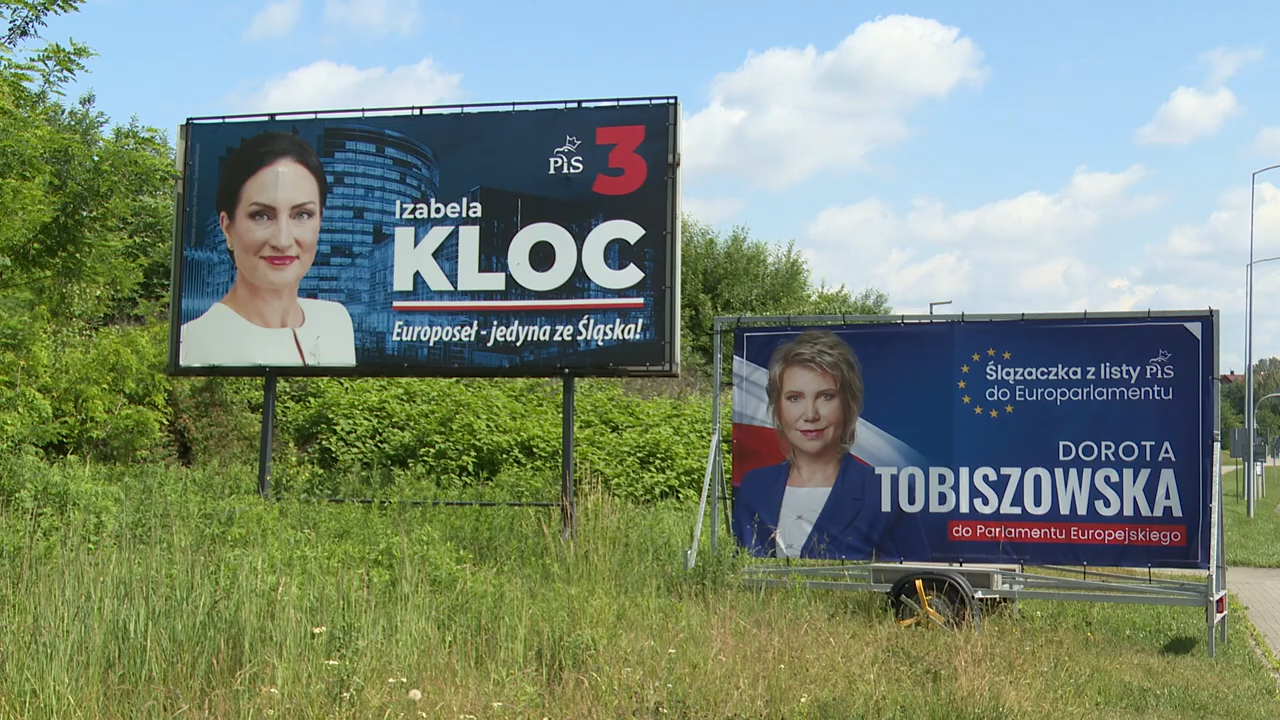 PiS 3
Izabela
KLOC
Europoseł - jedyna ze Śląska!
Ślązaczka z listy PiS
do Europarlamentu
DOROTA
TOBISZOWSKA
do Parlamentu Europejskiego